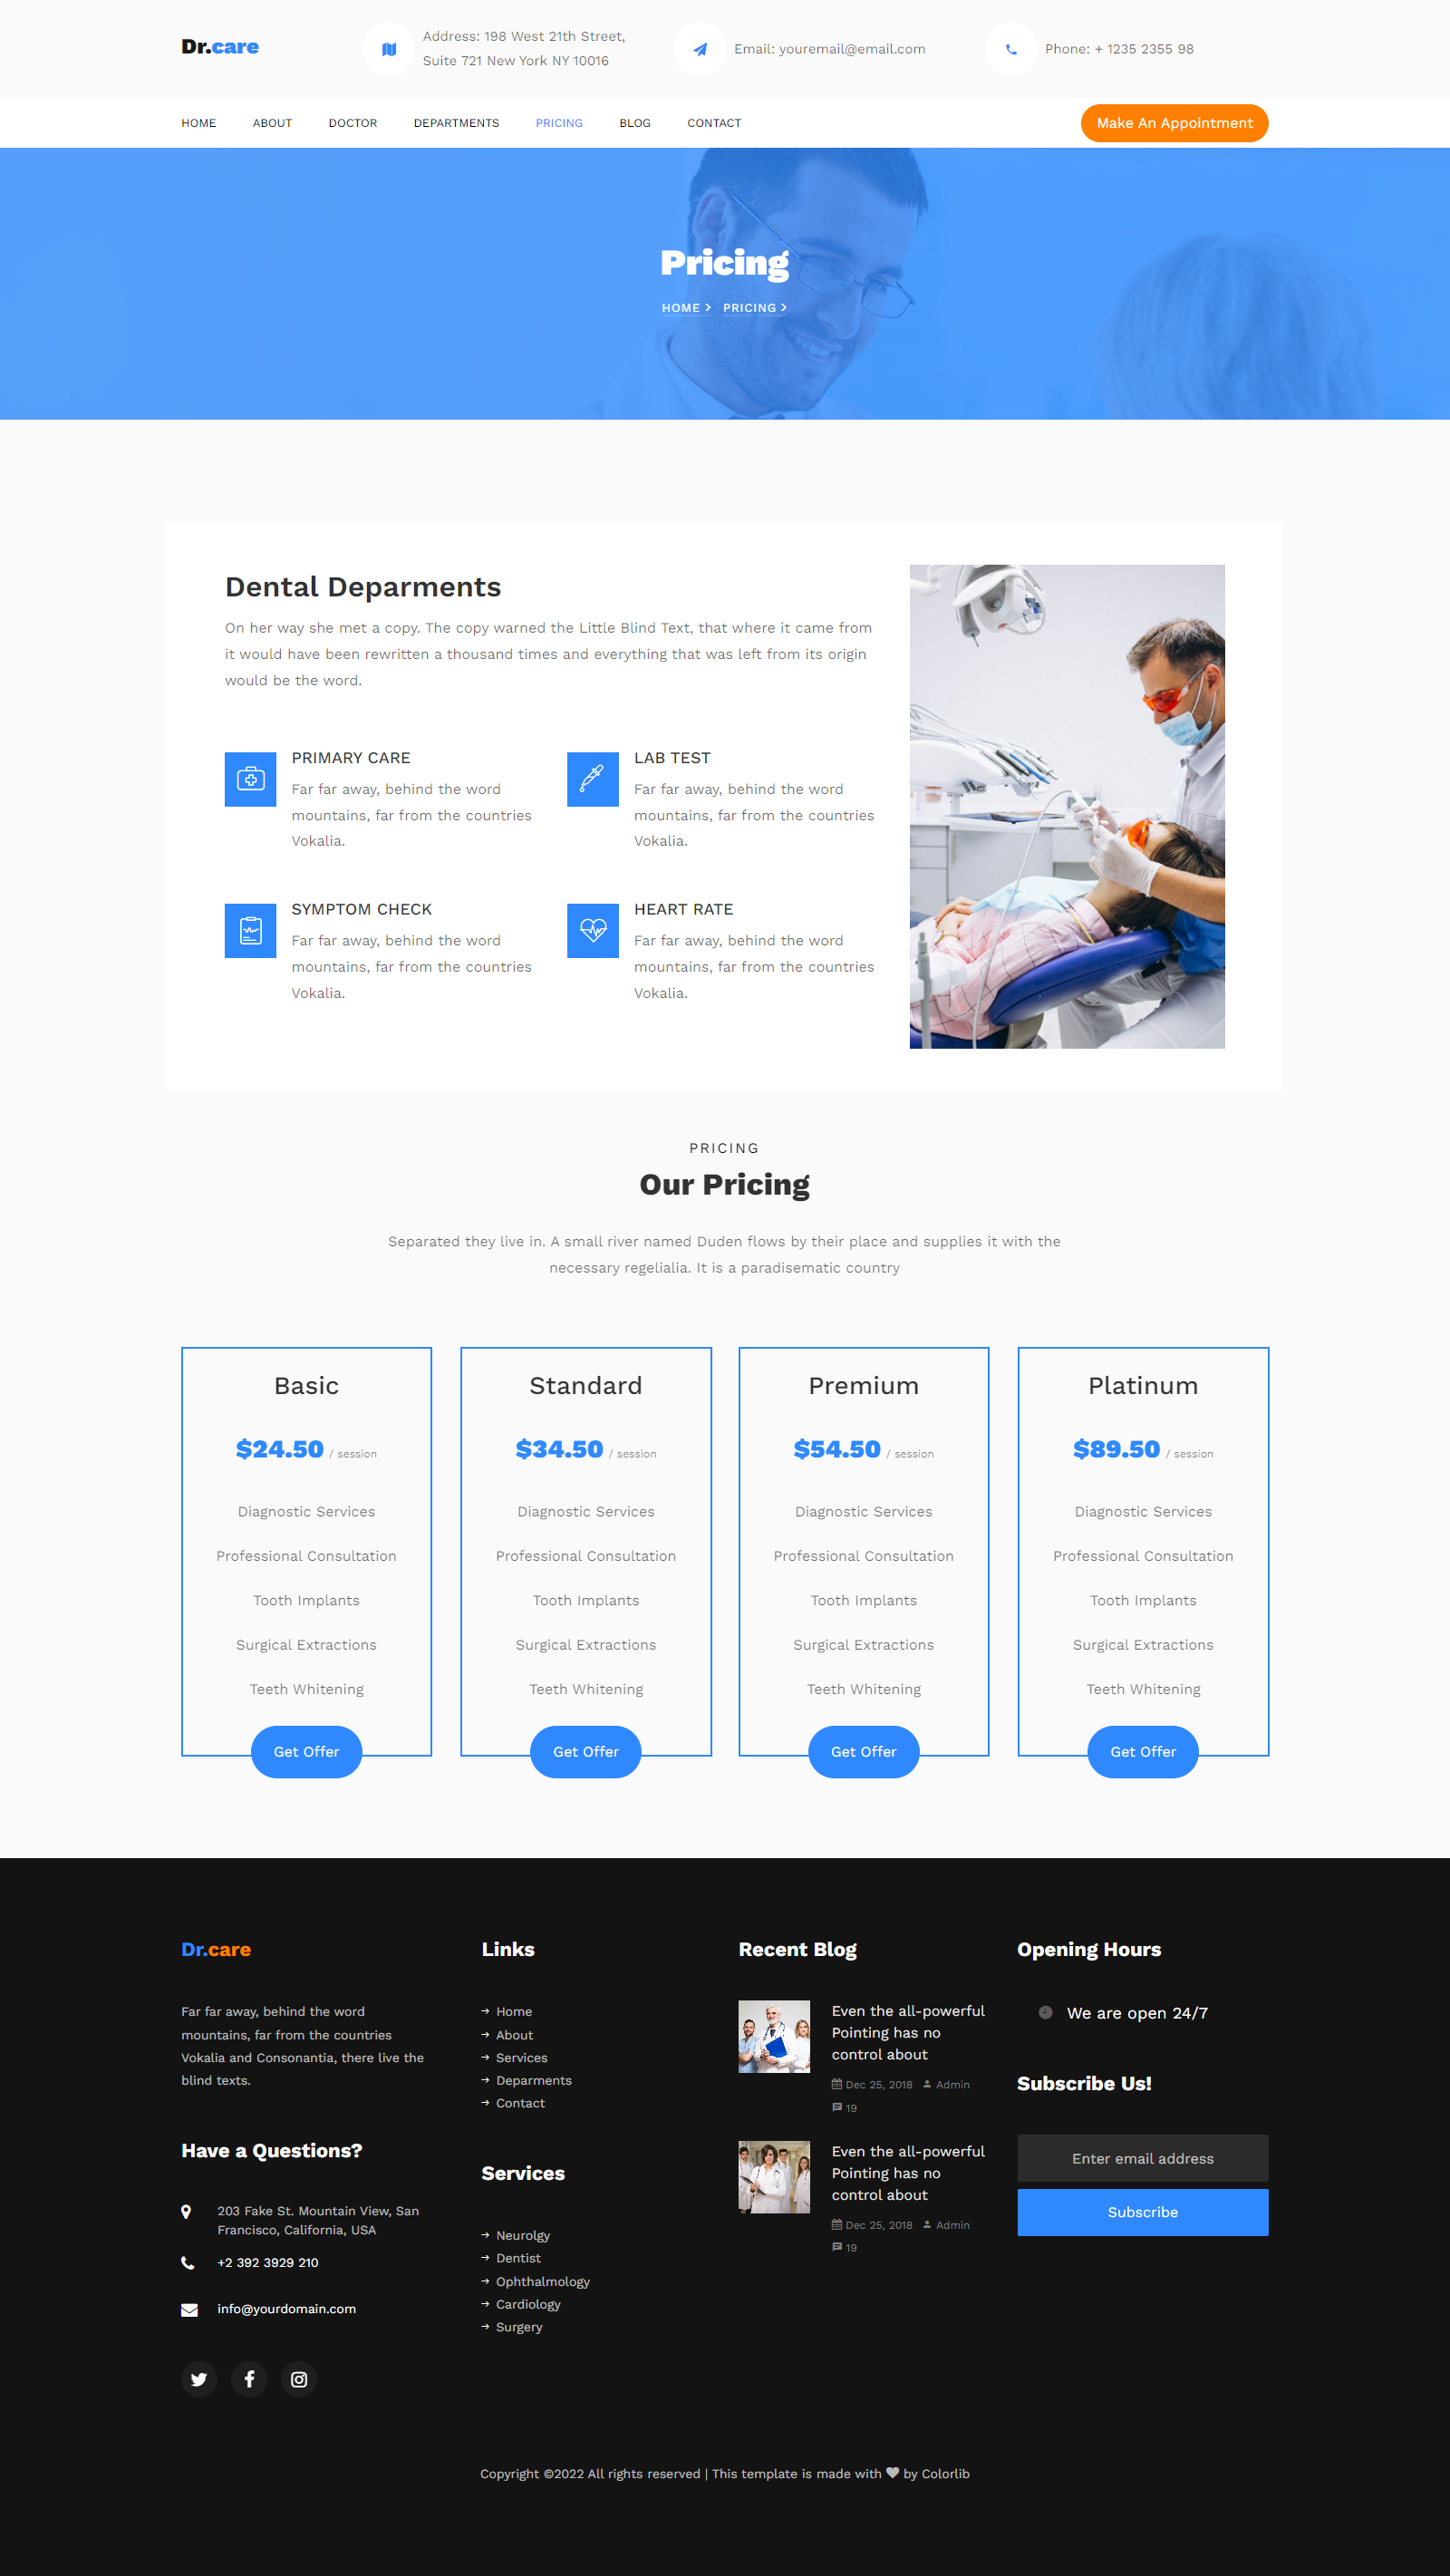 Dr.care
Address: 198 West 21th Street,
Suite 721 New York NY 10016
Email: youremail@email.com
Phone: + 1235 2355 98
HOME
ABOUT
DOCTOR
DEPARTMENTS
PRICING
BLOG
CONTACT
Make An Appointment
Pricing
HOME > PRICING >
Dental Deparments
On her way she met a copy. The copy warned the Little Blind Text, that where it came from
it would have been rewritten a thousand times and everything that was left from its origin
would be the word.
PRIMARY CARE
Far far away, behind the word
mountains, far from the countries
Vokalia.
LAB TEST
Far far away, behind the word
mountains, far from the countries
Vokalia.
SYMPTOM CHECK
Far far away, behind the word
mountains, far from the countries
Vokalia.
HEART RATE
Far far away, behind the word
mountains, far from the countries
Vokalia.
PRICING
Our Pricing
Separated they live in. A small river named Duden flows by their place and supplies it with the
necessary regelialia. It is a paradisematic country
Basic
$24.50 / session
Diagnostic Services
Professional Consultation
Tooth Implants
Surgical Extractions
Teeth Whitening
Get Offer
Standard
$34.50 / session
Diagnostic Services
Professional Consultation
Tooth Implants
Surgical Extractions
Teeth Whitening
Get Offer
Premium
$54.50 / session
Diagnostic Services
Professional Consultation
Tooth Implants
Surgical Extractions
Teeth Whitening
Get Offer
Platinum
$89.50 / session
Diagnostic Services
Professional Consultation
Tooth Implants
Surgical Extractions
Teeth Whitening
Get Offer
Dr.care
Far far away, behind the word
mountains, far from the countries
Vokalia and Consonantia, there live the
blind texts.
Have a Questions?
203 Fake St. Mountain View, San
Francisco, California, USA
+2 392 3929 210
info@yourdomain.com
Links
Home
About
Services
Deparments
Contact
Services
Neurolgy
Dentist
Ophthalmology
Cardiology
Surgery
Recent Blog
Even the all-powerful
Pointing has no
control about
Dec 25, 2018 Admin
19
Even the all-powerful
Pointing has no
control about
Dec 25, 2018 Admin
19
Opening Hours
We are open 24/7
Subscribe Us!
Enter email address
Subscribe
Copyright ©2022 All rights reserved | This template is made with ♥ by Colorlib